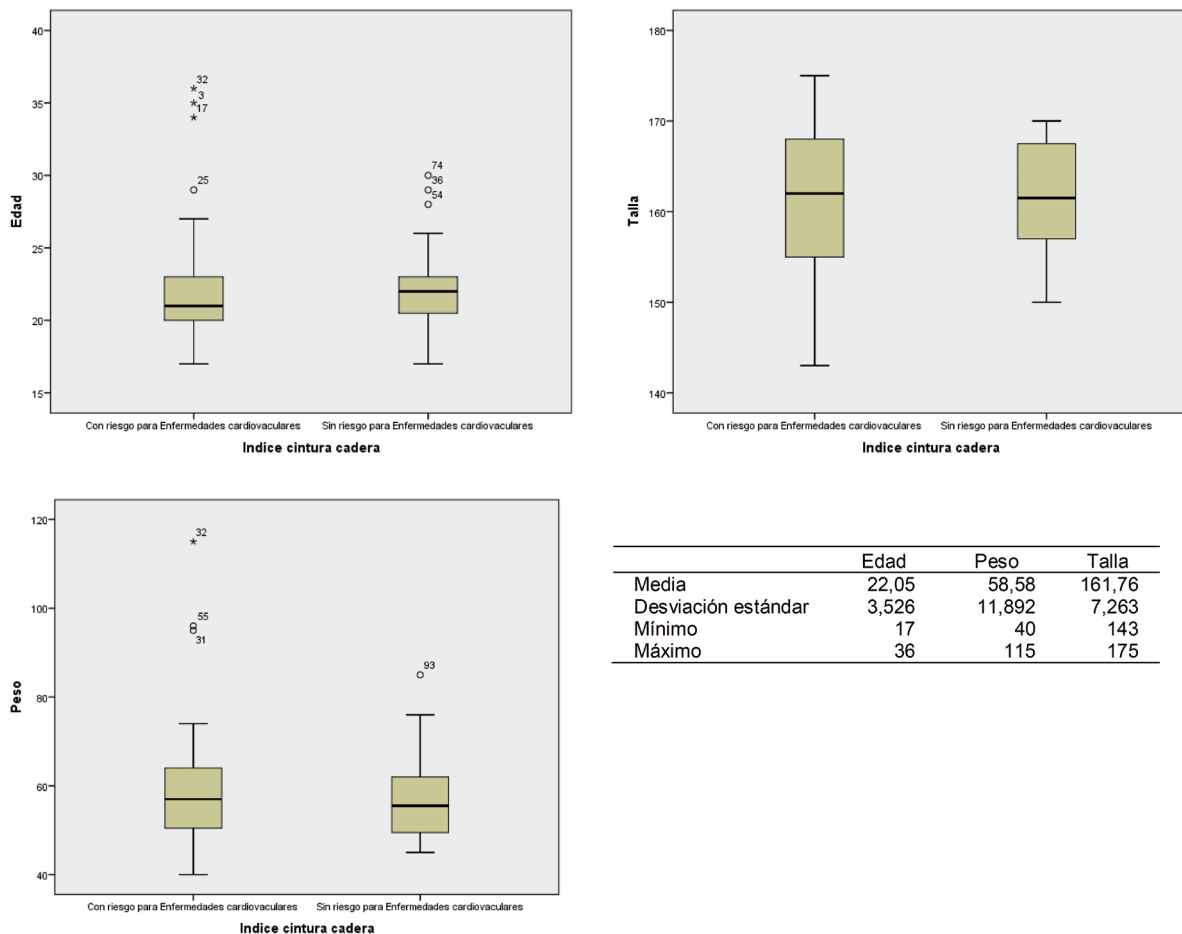 40
35
30
25
20
15
Edad
32
3
17
25
74
36
54
Con riesgo para Enfermedades cardiovaculares
Sin riesgo para Enfermedades cardiovaculares
Indice cintura cadera
180
170
160
150
140
Talla
Con riesgo para Enfermedades cardiovaculares
Sin riesgo para Enfermedades cardiovaculares
Indice cintura cadera
120
100
80
60
40
Peso
32
55
31
93
Con riesgo para Enfermedades cardiovaculares
Sin riesgo para Enfermedades cardiovaculares
Indice cintura cadera
Edad Peso Talla
Media 22,05 58,58 161,76
Desviación estándar 3,526 11,892 7,263
Mínimo 17 40 143
Máximo 36 115 175